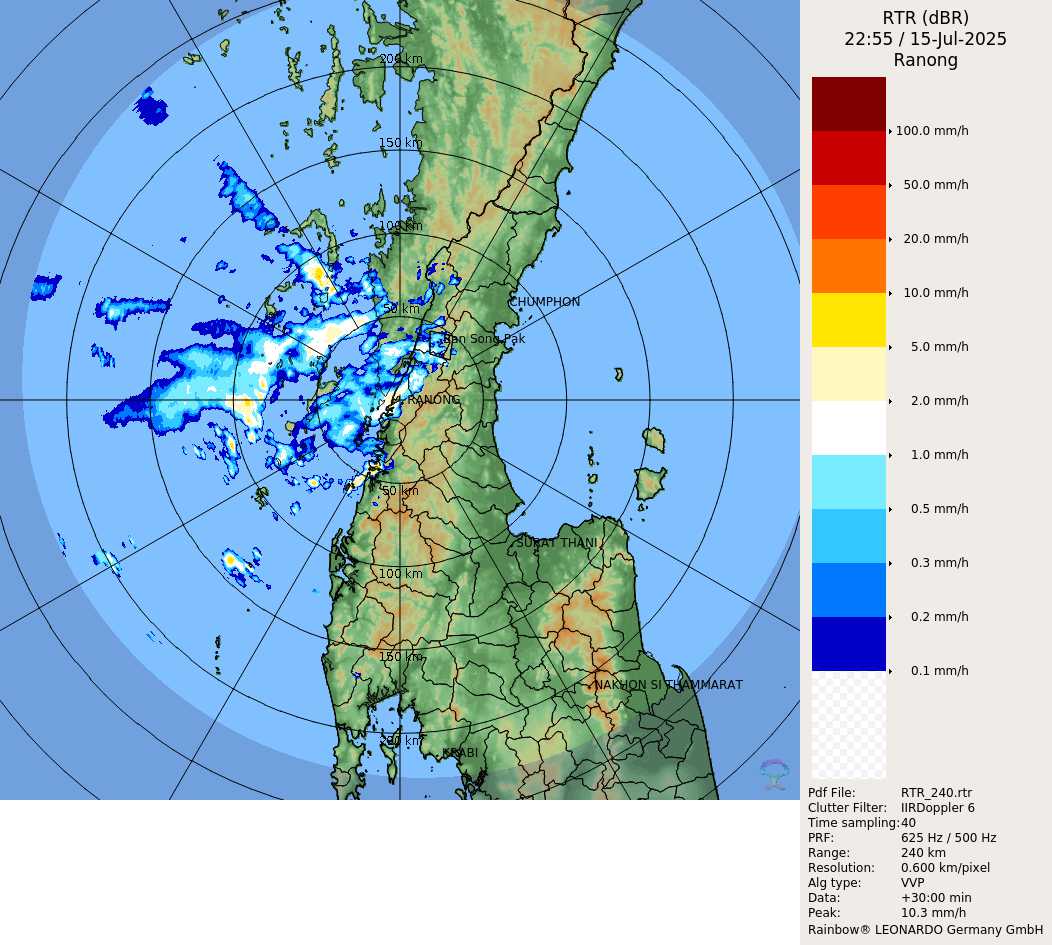 RTR (dBR)
22:55 / 15-Jul-2025
Ranong
100.0 mm/h
50.0 mm/h
20.0 mm/h
10.0 mm/h
5.0 mm/h
2.0 mm/h
1.0 mm/h
0.5 mm/h
0.3 mm/h
0.2 mm/h
0.1 mm/h
Pdf File: RTR_240.rtr
Clutter Filter: IIRDoppler 6
Time sampling: 40
PRF: 625 Hz / 500 Hz
Range: 240 km
Resolution: 0.600 km/pixel
Alg type: VVP
Data: +30:00 min
Peak: 10.3 mm/h
Rainbow® LEONARDO Germany GmbH
200 km
150 km
100 km
CHUMPHON
50 km
Ban Song Pak
RANONG
50 km
SURAT THANI
100 km
150 km
NAKHON SI THAMMARAT
200 km
KRABI